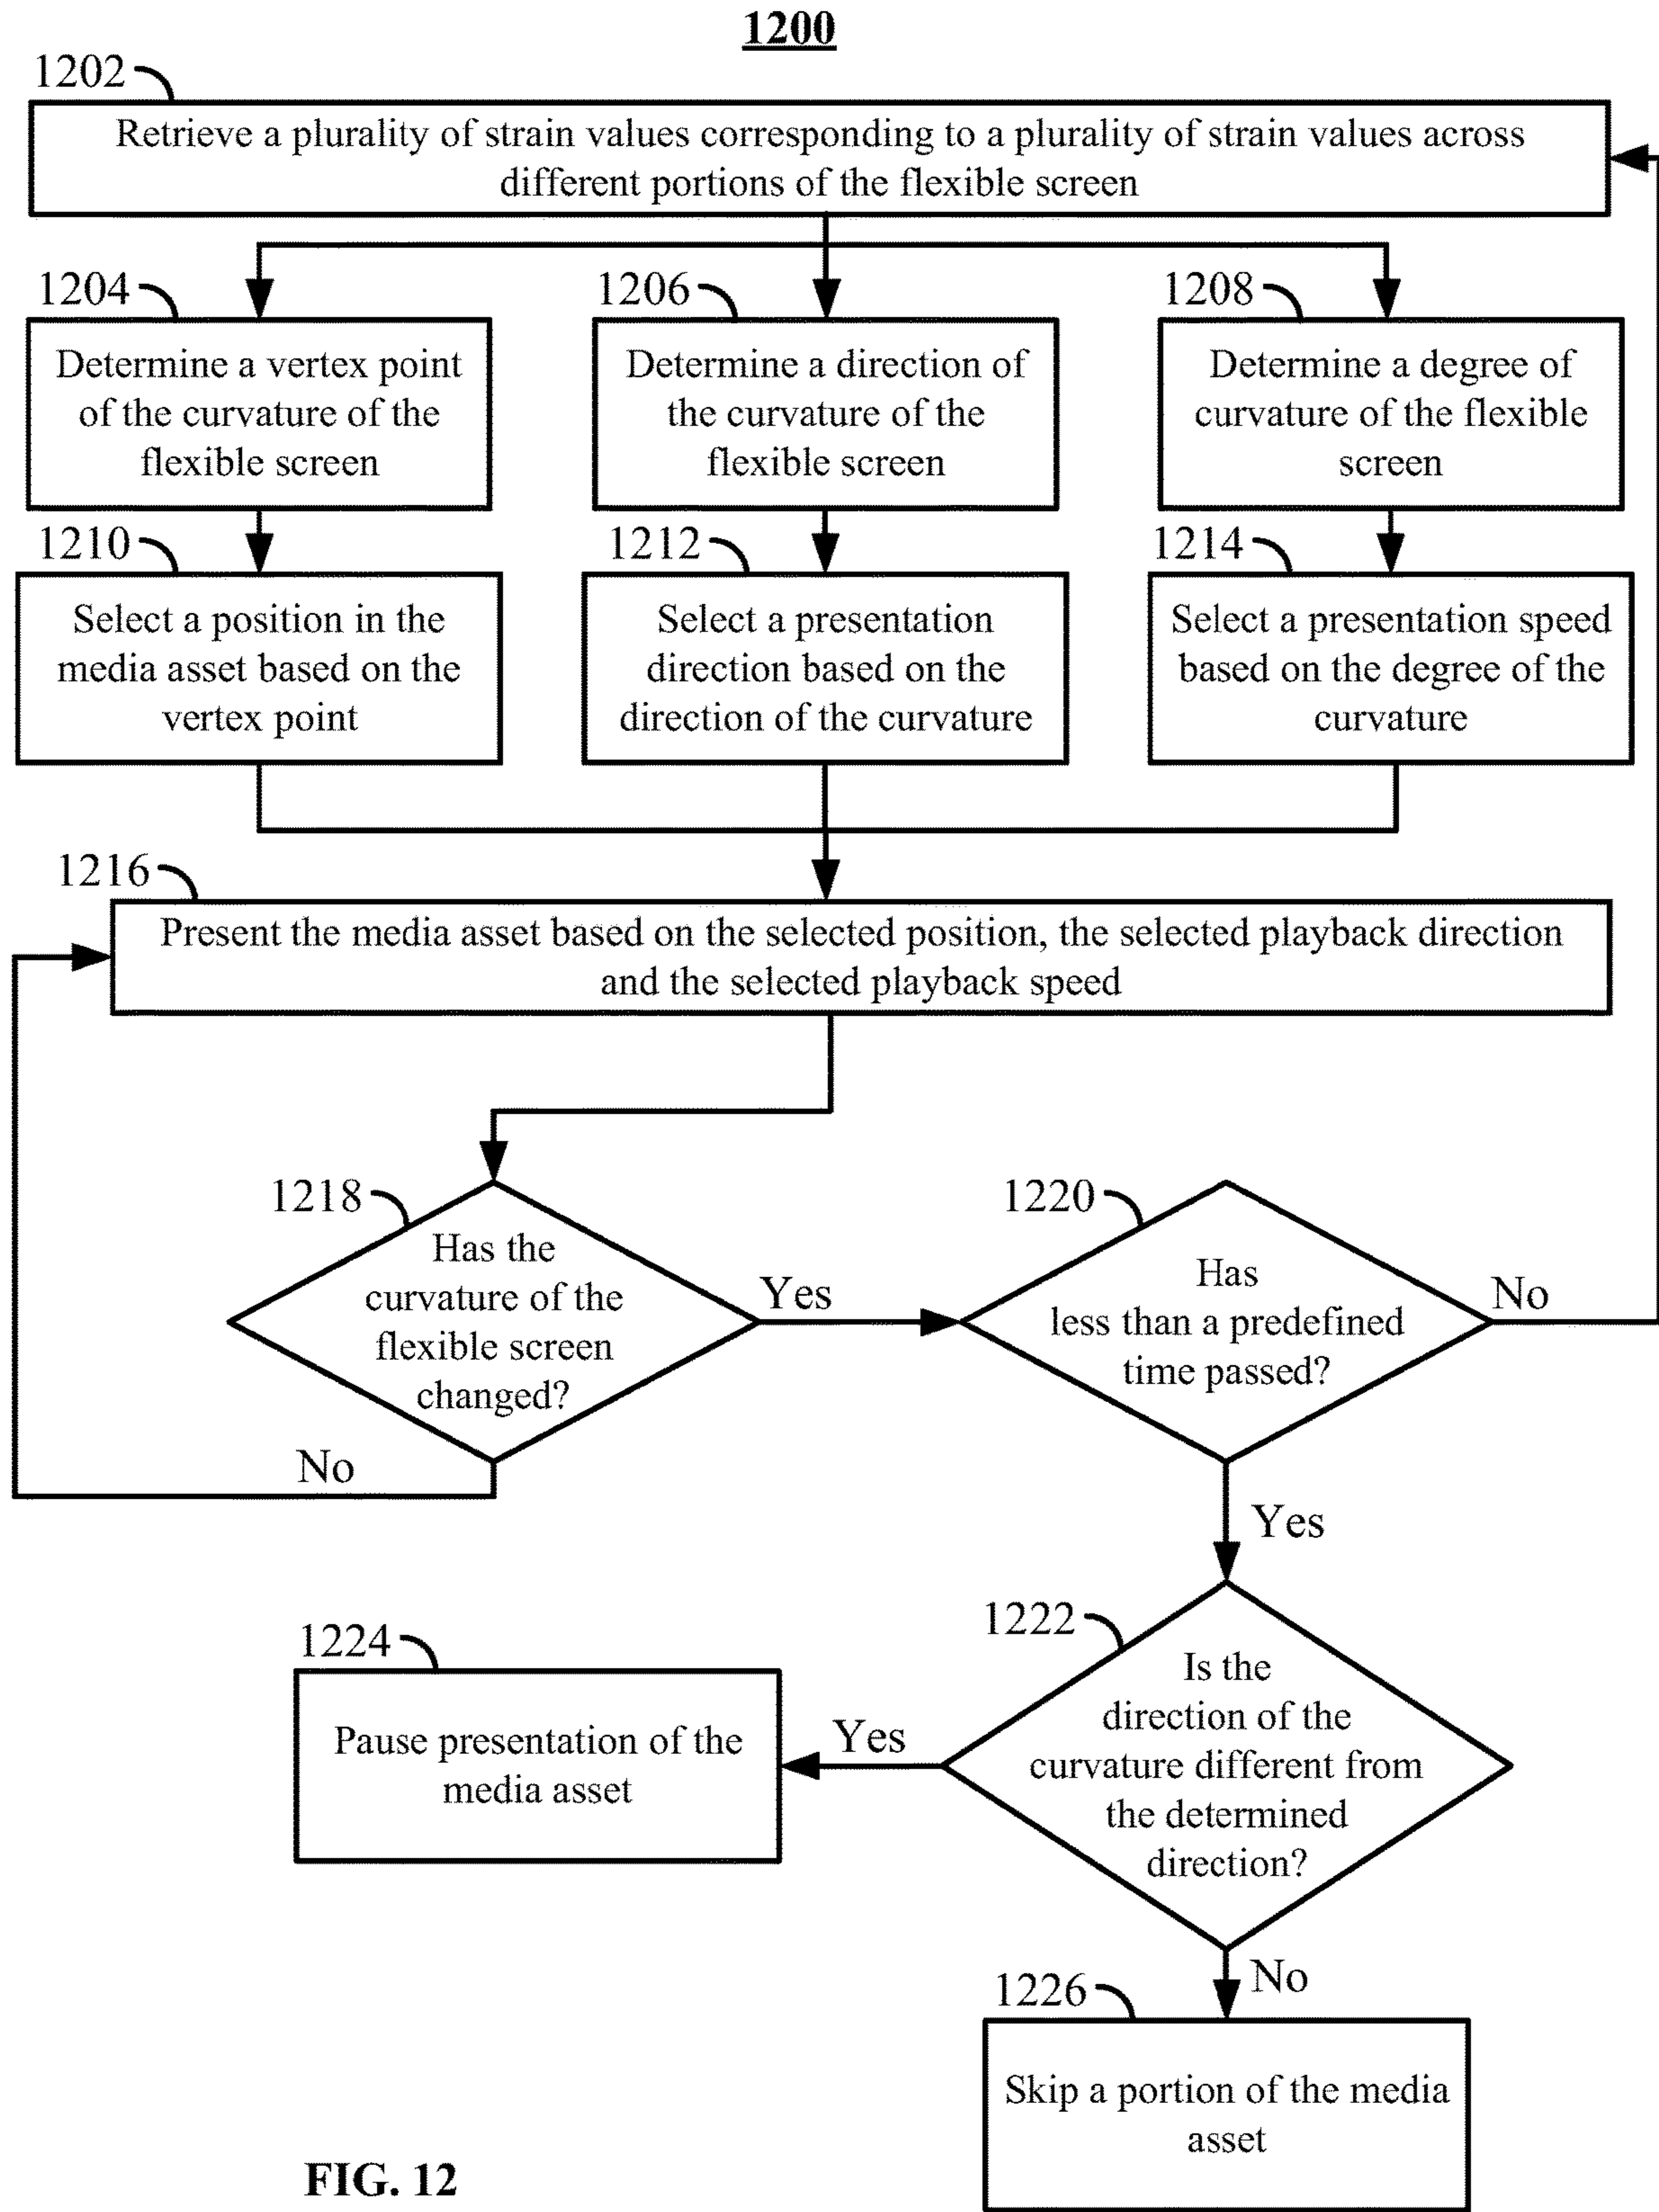 1200
1202
Retrieve a plurality of strain values corresponding to a plurality of strain values across
different portions of the flexible screen
1204
Determine a vertex point
of the curvature of the
flexible screen
1206
Determine a direction of
the curvature of the
flexible screen
1208
Determine a degree of
curvature of the flexible
screen
1210
Select a position in the
media asset based on the
vertex point
1212
Select a presentation
direction based on the
direction of the curvature
1214
Select a presentation speed
based on the degree of the
curvature
1216
Present the media asset based on the selected position, the selected playback direction
and the selected playback speed
1218
Has the
curvature of the
flexible screen
changed?
Yes
No
1220
Has
less than a predefined
time passed?
No
Yes
1222
Is the
direction of the
curvature different from
the determined
direction?
Yes
1224
Pause presentation of the
media asset
No
1226
Skip a portion of the media
asset
FIG. 12